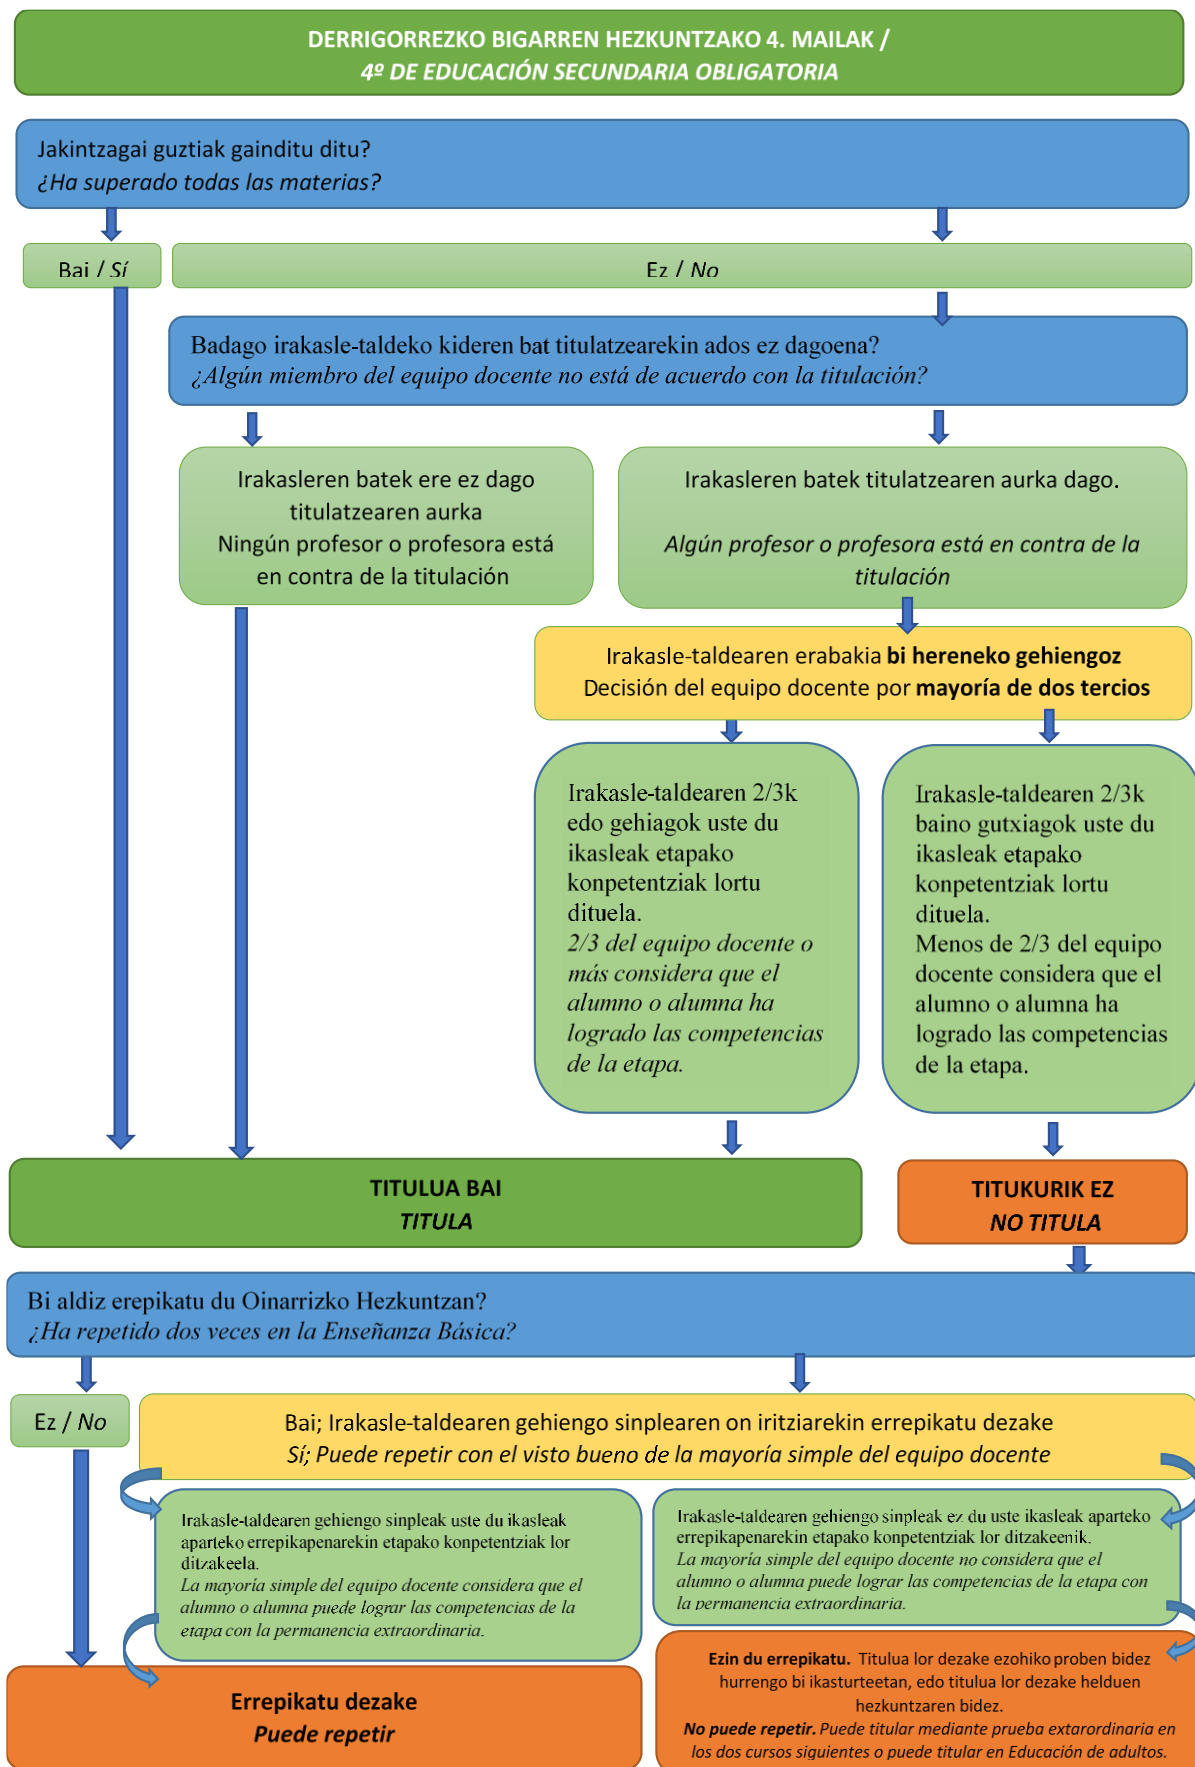 DERRIGORREZKO BIGARREN HEZKUNTZAKO 4. MAILAK /
4º DE EDUCACIÓN SECUNDARIA OBLIGATORIA
Jakintzagai guztiak gainditu ditu?
¿Ha superado todas las materias?
Bai / Sí
Ez / No
Badago irakasle-taldeko kideren bat titulatzearekin ados ez dagoena?
¿Algún miembro del equipo docente no está de acuerdo con la titulación?
Irakasleren batek ere ez dago
titulatzearen aurka
Ningún profesor o profesora está
en contra de la titulación
Irakasleren batek titulatzearen aurka dago.
Algún profesor o profesora está en contra de la
titulación
Irakasle-taldearen erabakia bi hereneko gehiengoz
Decisión del equipo docente por mayoría de dos tercios
Irakasle-taldearen 2/3k
edo gehiagok uste du
ikasleak etapako
konpetentziak lortu
dituela.
2/3 del equipo docente o
más considera que el
alumno o alumna ha
logrado las competencias
de la etapa.
Irakasle-taldearen 2/3k
baino gutxiagok uste du
ikasleak etapako
konpetentziak lortu
dituela.
Menos de 2/3 del equipo
docente considera que el
alumno o alumna ha
logrado las competencias
de la etapa.
TITULUA BAI
TITULA
TITUKURIK EZ
NO TITULA
Bi aldiz erepikatu du Oinarrizko Hezkuntzan?
¿Ha repetido dos veces en la Enseñanza Básica?
Ez / No
Bai; Irakasle-taldearen gehiengo sinplearen on iritziarekin errepikatu dezake
Sí; Puede repetir con el visto bueno de la mayoría simple del equipo docente
Irakasle-taldearen gehiengo sinpleak uste du ikasleak
aparteko errepikapenarekin etapako konpetentziak lor
ditzakeela.
La mayoría simple del equipo docente considera que el
alumno o alumna puede lograr las competencias de la
etapa con la permanencia extraordinaria.
Irakasle-taldearen gehiengo sinpleak ez du uste ikasleak aparteko
errepikapenarekin etapako konpetentziak lor ditzakeenik.
La mayoría simple del equipo docente no considera que el
alumno o alumna puede lograr las competencias de la etapa con
la permanencia extraordinaria.
Errepikatu dezake
Puede repetir
Ezin du errepikatu. Titulua lor dezake ezohiko proben bidez
hurrengo bi ikasturteetan, edo titulua lor dezake helduen
hezkuntzaren bidez.
No puede repetir. Puede titular mediante prueba extarordinaria en
los dos cursos siguientes o puede titular en Educación de adultos.